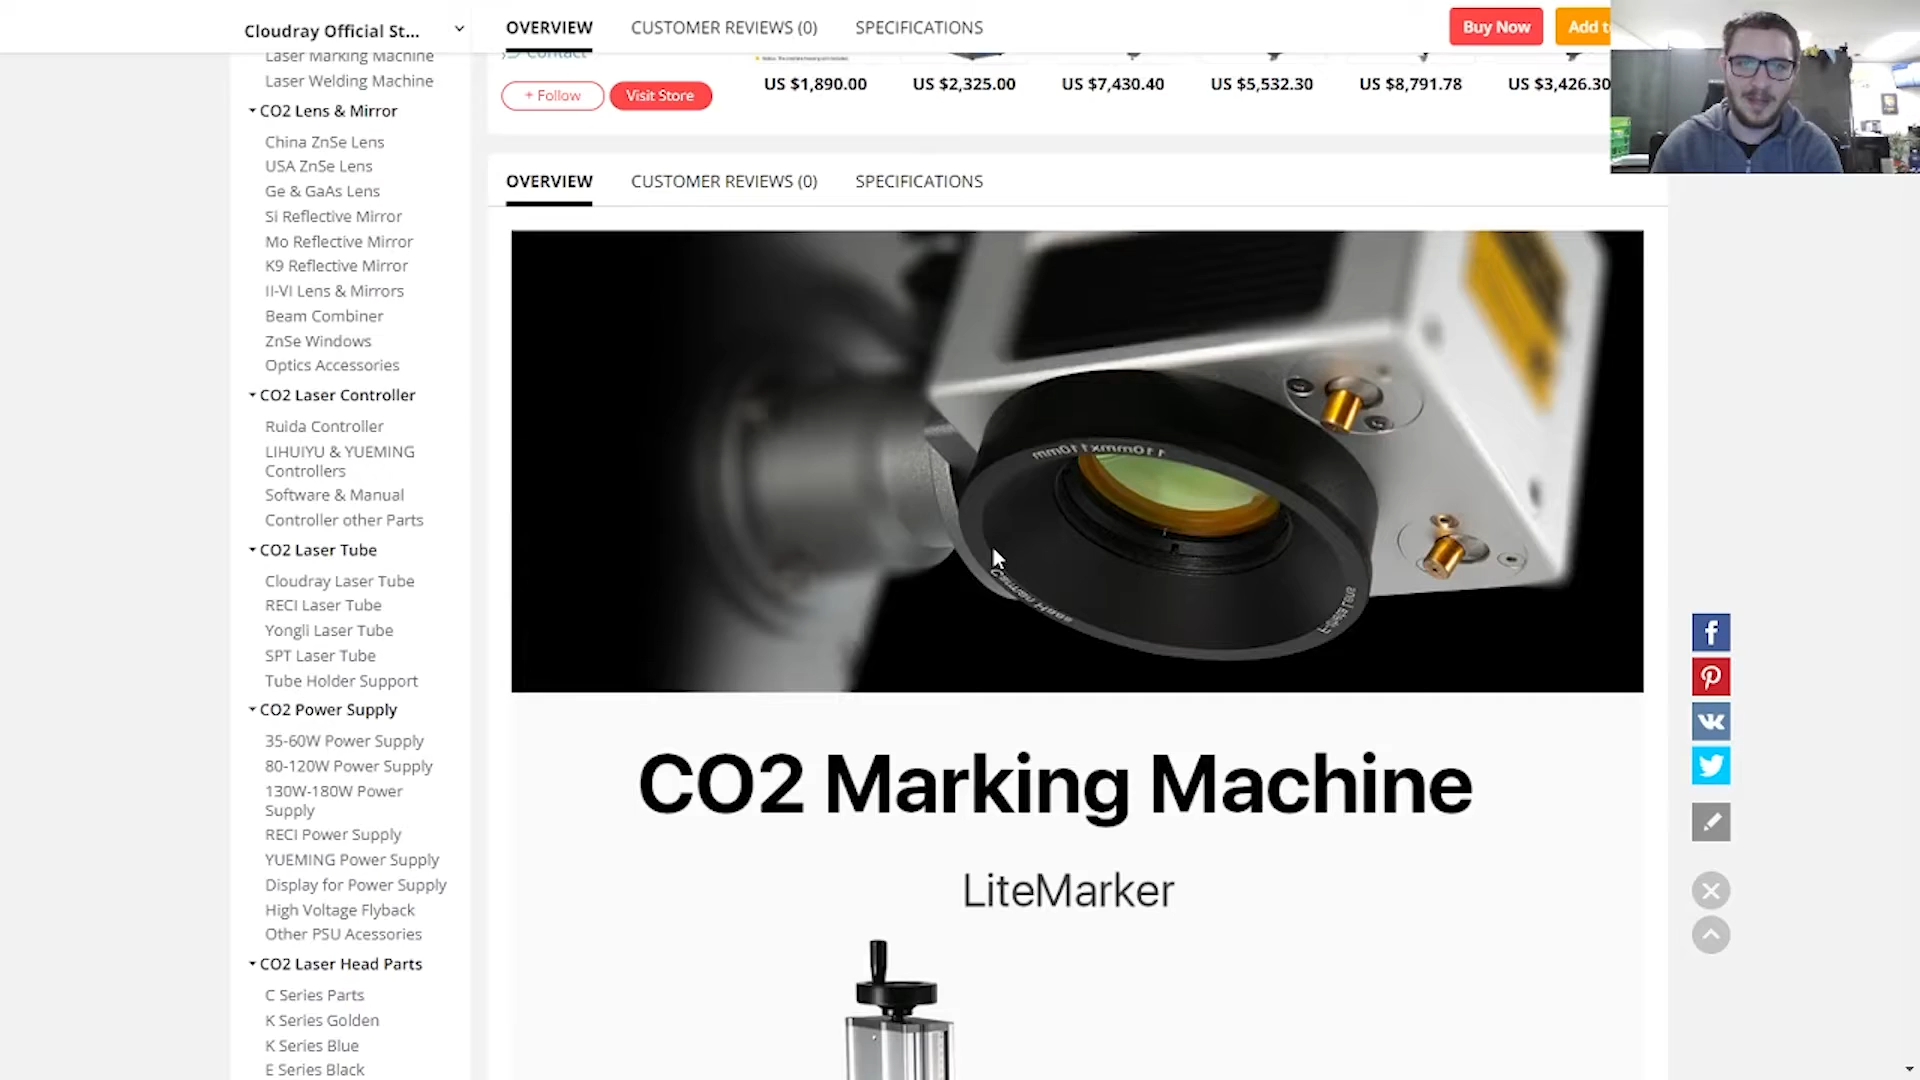 Cloudray Official St...
OVERVIEW
CUSTOMER REVIEWS (0)
SPECIFICATIONS
Buy Now
Add t
Laser Marking Machine
Laser Welding Machine
CO2 Lens & Mirror
China ZnSe Lens
USA ZnSe Lens
Ge & GaAs Lens
Si Reflective Mirror
Mo Reflective Mirror
K9 Reflective Mirror
II-VI Lens & Mirrors
Beam Combiner
ZnSe Windows
Optics Accessories
CO2 Laser Controller
Ruida Controller
LIHUIYU & YUEMING
Controllers
Software & Manual
Controller other Parts
CO2 Laser Tube
Cloudray Laser Tube
RECI Laser Tube
Yongli Laser Tube
SPT Laser Tube
Tube Holder Support
CO2 Power Supply
35-60W Power Supply
80-120W Power Supply
130W-180W Power
Supply
RECI Power Supply
YUEMING Power Supply
Display for Power Supply
High Voltage Flyback
Other PSU Acessories
CO2 Laser Head Parts
C Series Parts
K Series Golden
K Series Blue
E Series Black
Contact
+ Follow
Visit Store
US $1,890.00
US $2,325.00
US $7,430.40
US $5,532.30
US $8,791.78
US $3,426.30
OVERVIEW
CUSTOMER REVIEWS (0)
SPECIFICATIONS
110mmx110mm
CO2 Marking Machine
LiteMarker